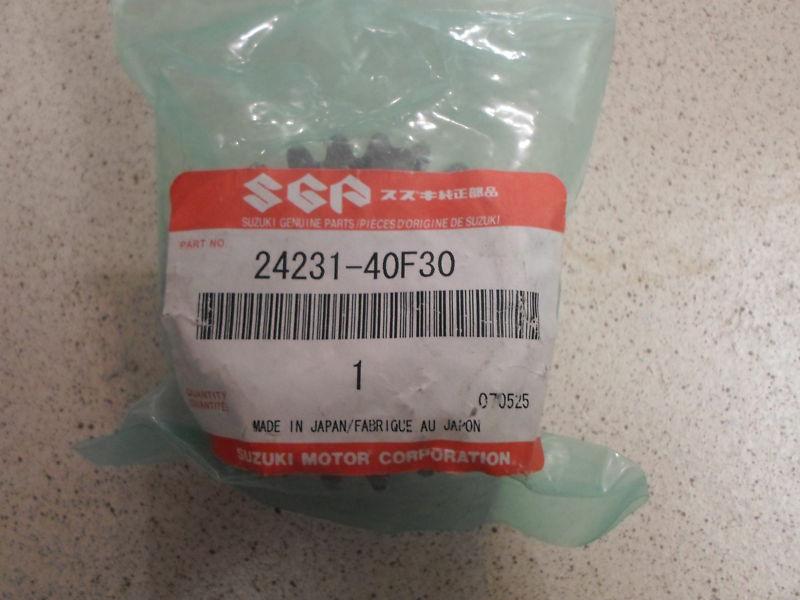 SGP スズキ純正部品
SUZUKI GENUINE PARTS/PIÈCES D'ORIGINE DE SUZUKI
PART NO.
24231-40F30
1
QUANTITY
QUANTITÉ
070525
MADE IN JAPAN/FABRIQUE AU JAPON
SUZUKI MOTOR CORPORATION